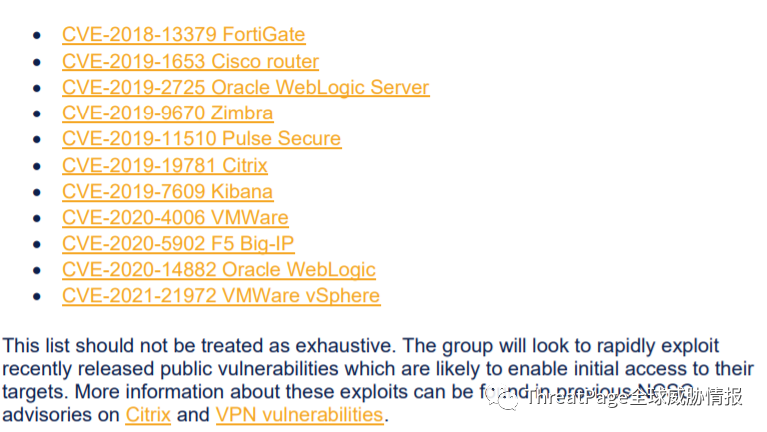 • CVE-2018-13379 FortiGate
• CVE-2019-1653 Cisco router
• CVE-2019-2725 Oracle WebLogic Server
• CVE-2019-9670 Zimbra
• CVE-2019-11510 Pulse Secure
• CVE-2019-19781 Citrix
• CVE-2019-7609 Kibana
• CVE-2020-4006 VMWare
• CVE-2020-5902 F5 Big-IP
• CVE-2020-14882 Oracle WebLogic
• CVE-2021-21972 VMWare vSphere
This list should not be treated as exhaustive. The group will look to rapidly exploit
recently released public vulnerabilities which are likely to enable initial access to their
targets. More information about these exploits can be found in previous NCSC
advisories on Citrix and VPN vulnerabilities.
ThreatPage全球威胁情报